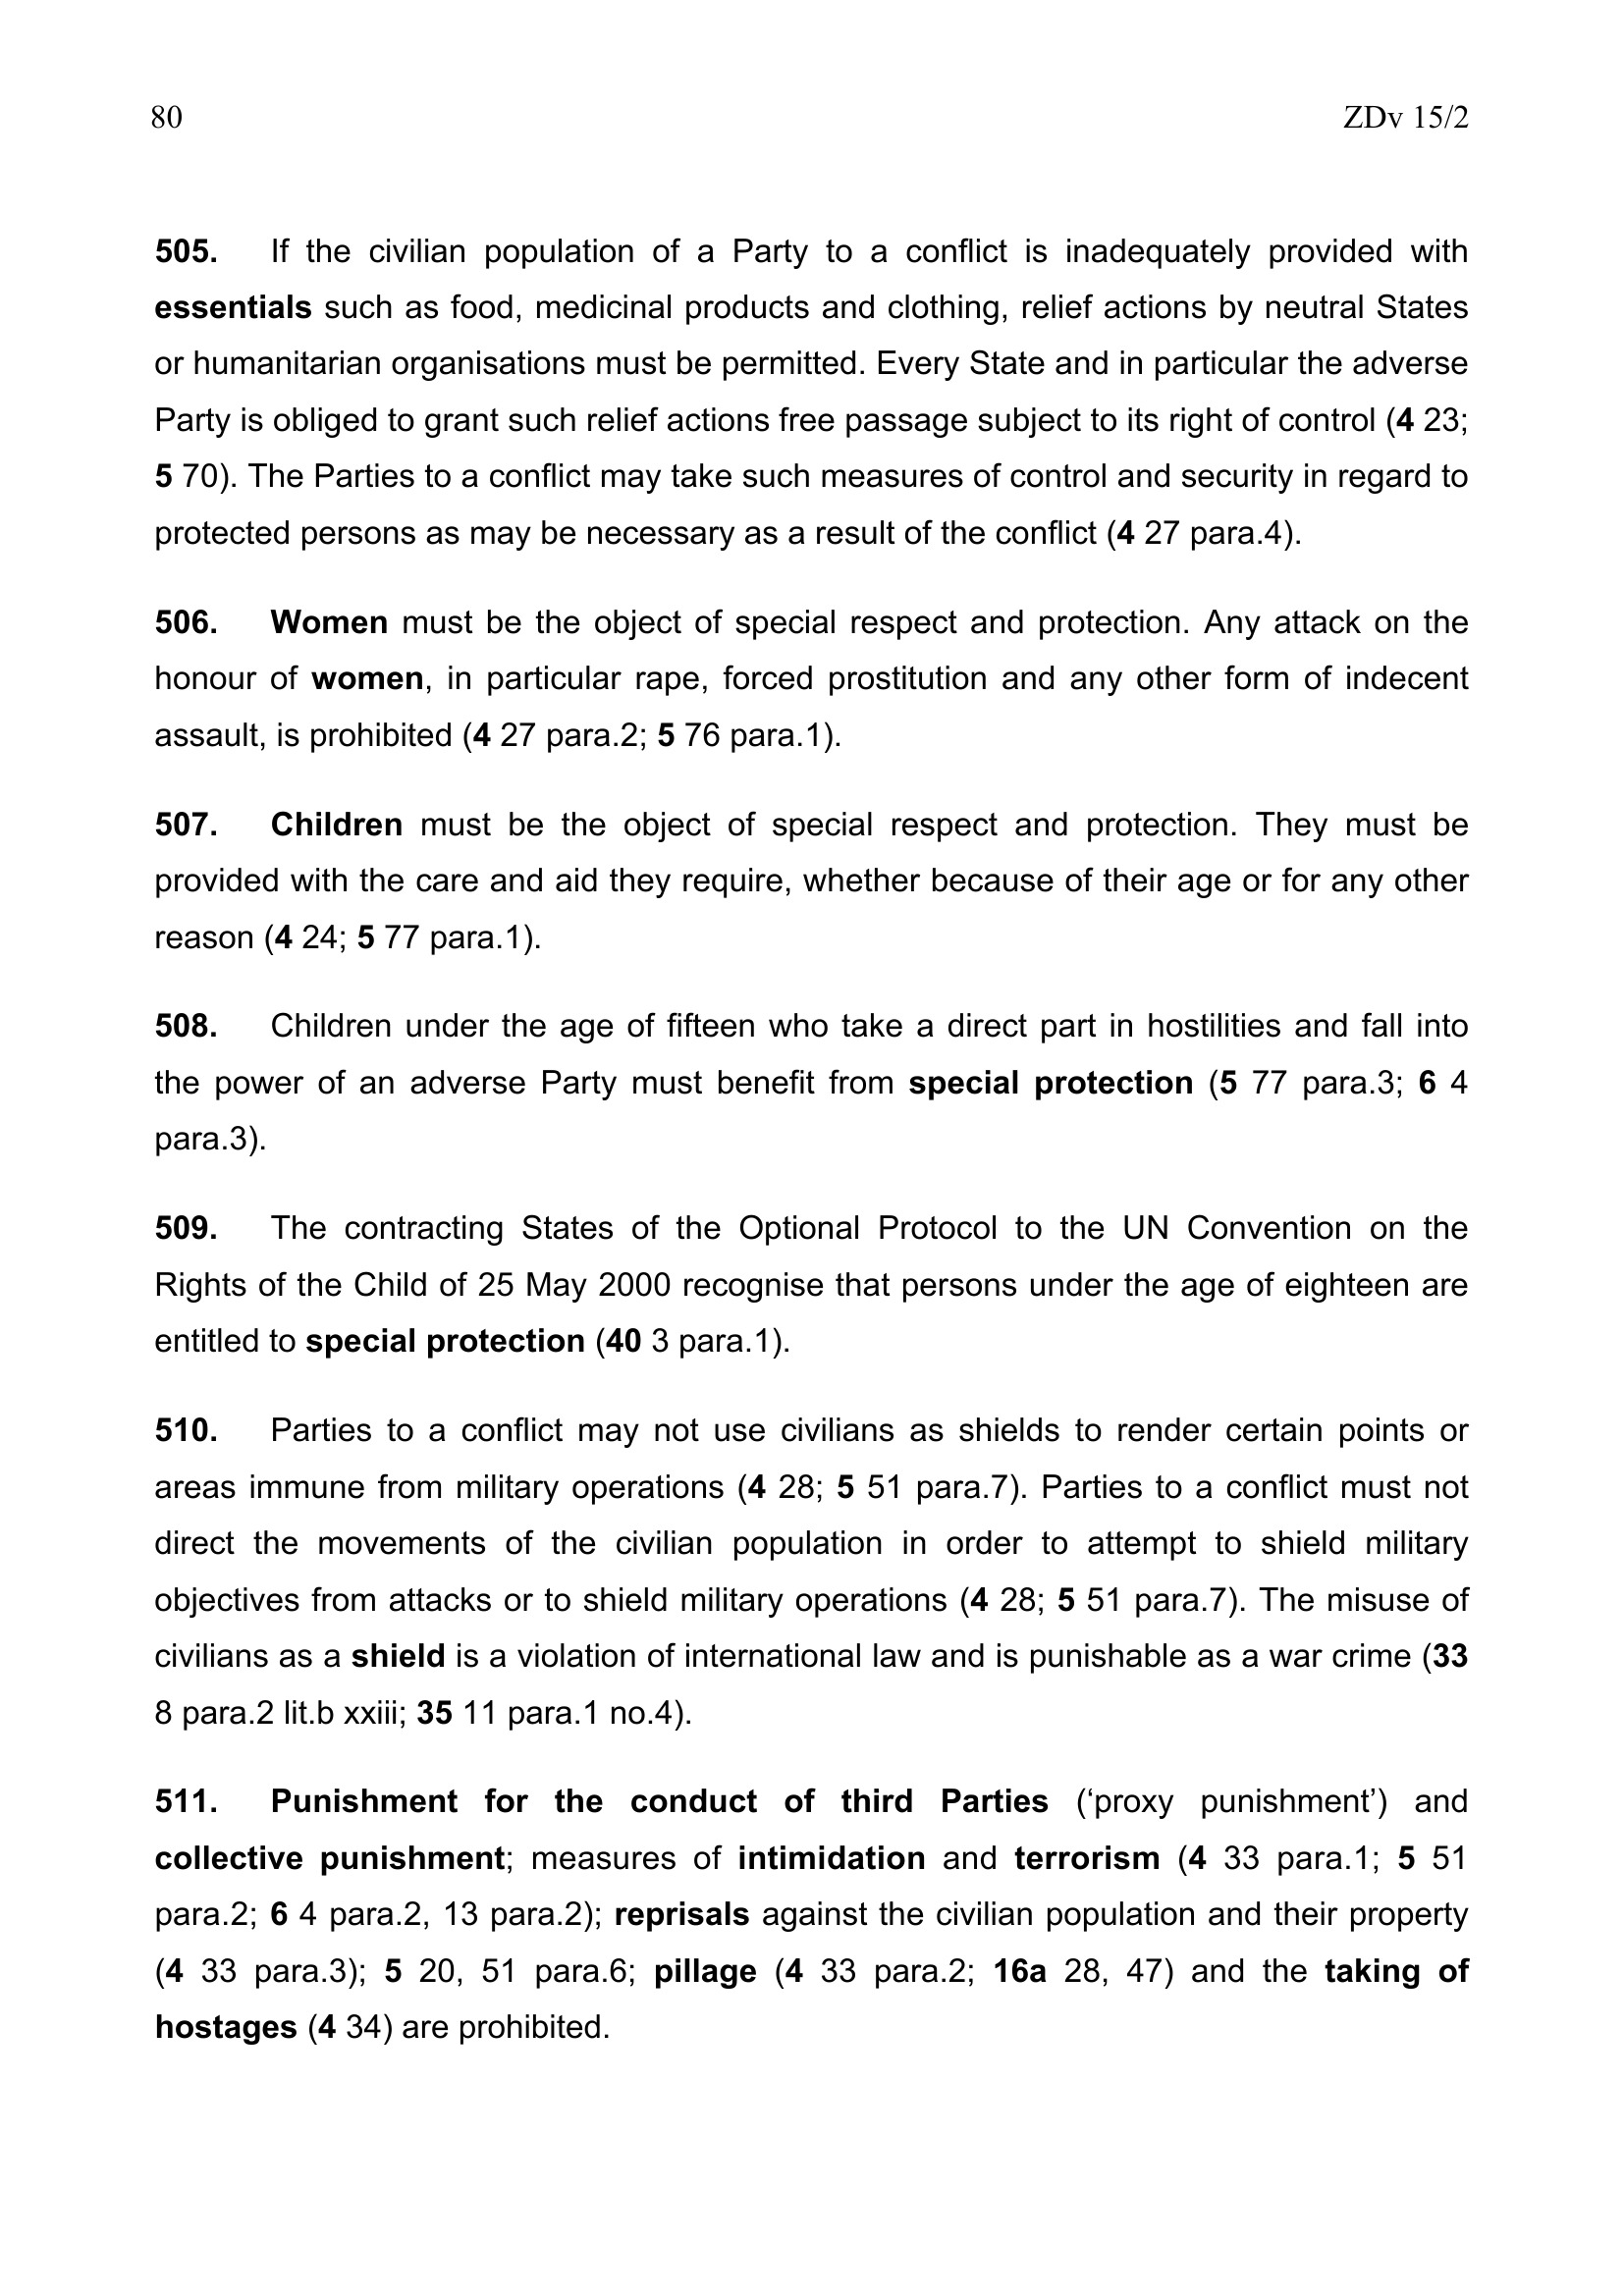 80 ZDv 15/2
505. If the civilian population of a Party to a conflict is inadequately provided with
essentials such as food, medicinal products and clothing, relief actions by neutral States
or humanitarian organisations must be permitted. Every State and in particular the adverse
Party is obliged to grant such relief actions free passage subject to its right of control (4 23;
5 70). The Parties to a conflict may take such measures of control and security in regard to
protected persons as may be necessary as a result of the conflict (4 27 para.4).
506. Women must be the object of special respect and protection. Any attack on the
honour of women, in particular rape, forced prostitution and any other form of indecent
assault, is prohibited (4 27 para.2; 5 76 para.1).
507. Children must be the object of special respect and protection. They must be
provided with the care and aid they require, whether because of their age or for any other
reason (4 24; 5 77 para.1).
508. Children under the age of fifteen who take a direct part in hostilities and fall into
the power of an adverse Party must benefit from special protection (5 77 para.3; 6 4
para.3).
509. The contracting States of the Optional Protocol to the UN Convention on the
Rights of the Child of 25 May 2000 recognise that persons under the age of eighteen are
entitled to special protection (40 3 para.1).
510. Parties to a conflict may not use civilians as shields to render certain points or
areas immune from military operations (4 28; 5 51 para.7). Parties to a conflict must not
direct the movements of the civilian population in order to attempt to shield military
objectives from attacks or to shield military operations (4 28; 5 51 para.7). The misuse of
civilians as a shield is a violation of international law and is punishable as a war crime (33
8 para.2 lit.b xxiii; 35 11 para.1 no.4).
511. Punishment for the conduct of third Parties (‘proxy punishment’) and
collective punishment; measures of intimidation and terrorism (4 33 para.1; 5 51
para.2; 6 4 para.2, 13 para.2); reprisals against the civilian population and their property
(4 33 para.3); 5 20, 51 para.6; pillage (4 33 para.2; 16a 28, 47) and the taking of
hostages (4 34) are prohibited.